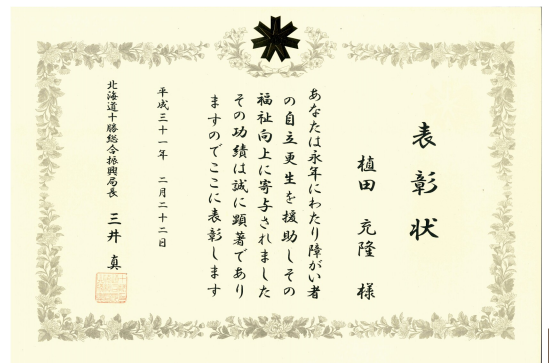 表彰状
植田 充隆 様
あなたは永年にわたり障がい者
の自立更生を援助しその
福祉向上に寄与されました
その功績は誠に顕著であり
ますのでここに表彰します
平成三十一年 二月二十二日
北海道十勝総合振興局長 三井 真